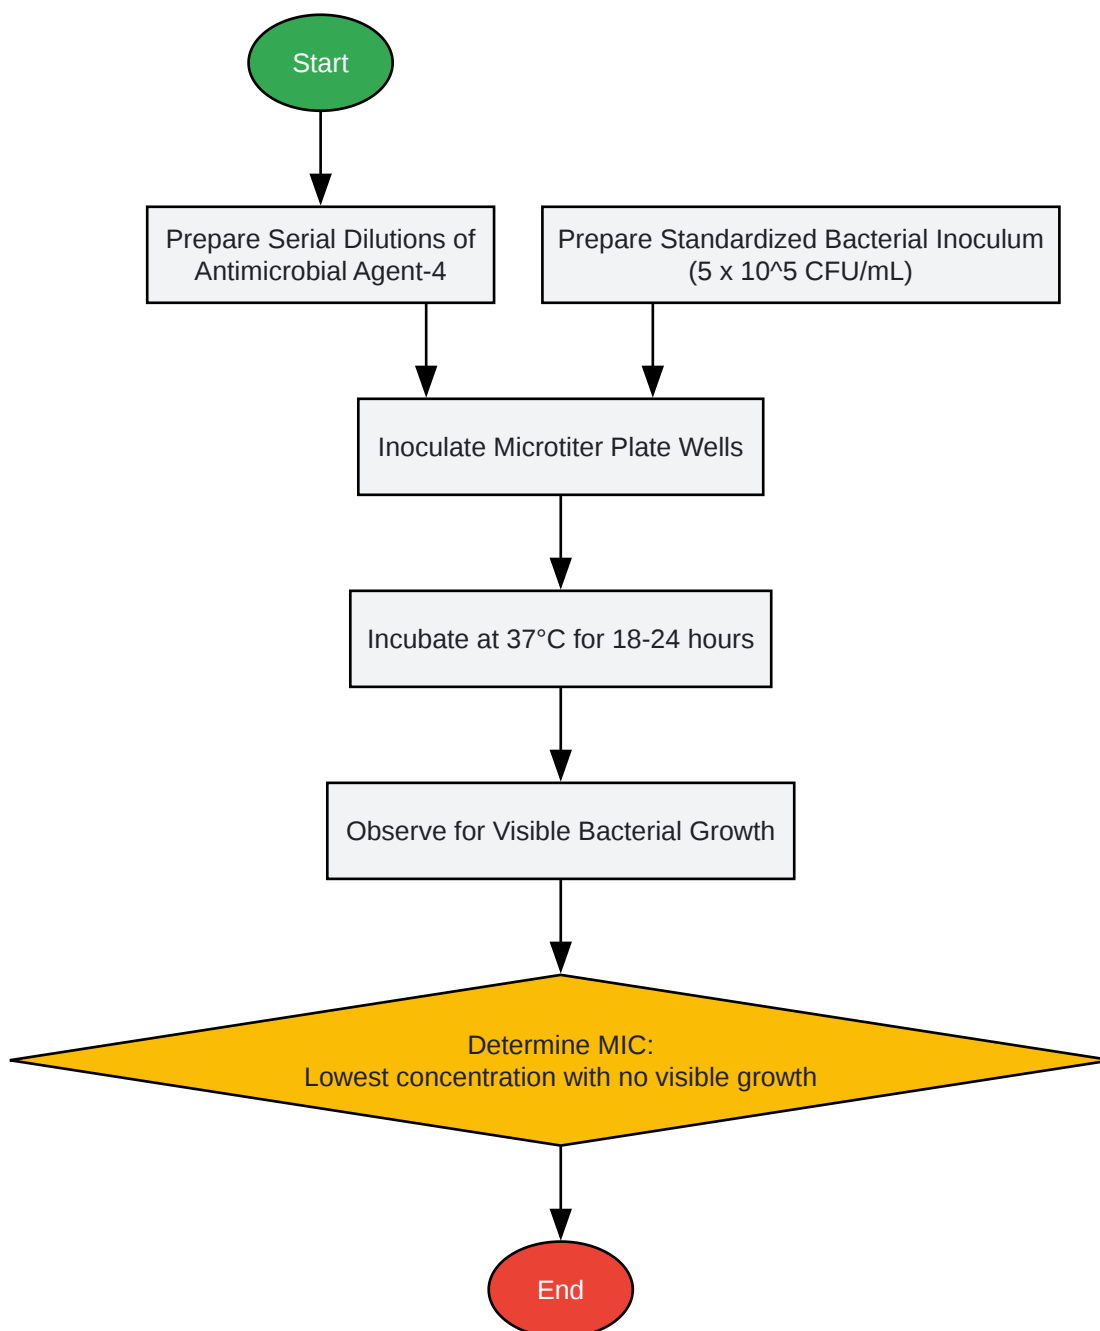 Start
Prepare Serial Dilutions of
Antimicrobial Agent-4
Prepare Standardized Bacterial Inoculum
(5 x 10^5 CFU/mL)
Inoculate Microtiter Plate Wells
Incubate at 37°C for 18-24 hours
Observe for Visible Bacterial Growth
Determine MIC:
Lowest concentration with no visible growth
End